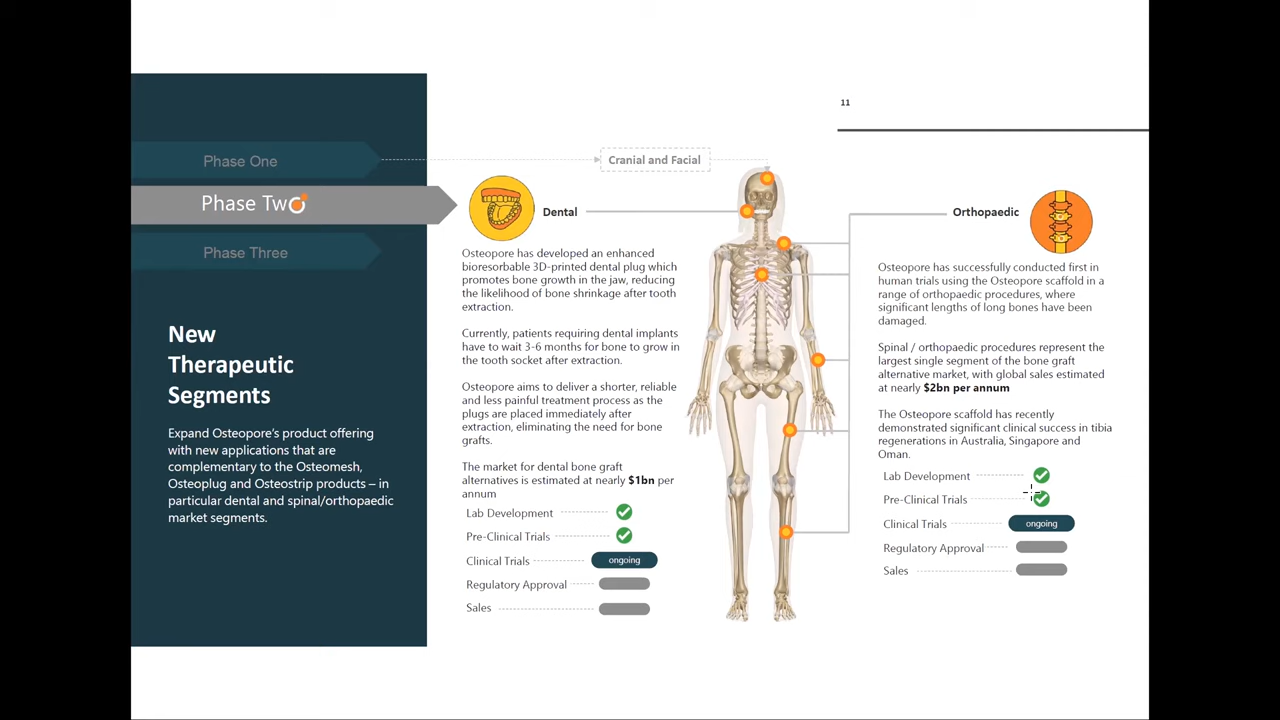 11
Phase One
Phase Two
Phase Three
New
Therapeutic
Segments
Expand Osteopore's product offering
with new applications that are
complementary to the Osteomesh,
Osteoplug and Osteostrip products – in
particular dental and spinal/orthopaedic
market segments.
Cranial and Facial
Dental
Osteopore has developed an enhanced
bioresorbable 3D-printed dental plug which
promotes bone growth in the jaw, reducing
the likelihood of bone shrinkage after tooth
extraction.
Currently, patients requiring dental implants
have to wait 3-6 months for bone to grow in
the tooth socket after extraction.
Osteopore aims to deliver a shorter, reliable
and less painful treatment process as the
plugs are placed immediately after
extraction, eliminating the need for bone
grafts.
The market for dental bone graft
alternatives is estimated at nearly $1bn per
annum
Lab Development
Pre-Clinical Trials
Clinical Trials ongoing
Regulatory Approval
Sales
Orthopaedic
Osteopore has successfully conducted first in
human trials using the Osteopore scaffold in a
range of orthopaedic procedures, where
significant lengths of long bones have been
damaged.
Spinal / orthopaedic procedures represent the
largest single segment of the bone graft
alternative market, with global sales estimated
at nearly $2bn per annum
The Osteopore scaffold has recently
demonstrated significant clinical success in tibia
regenerations in Australia, Singapore and
Oman.
Lab Development
Pre-Clinical Trials
Clinical Trials ongoing
Regulatory Approval
Sales